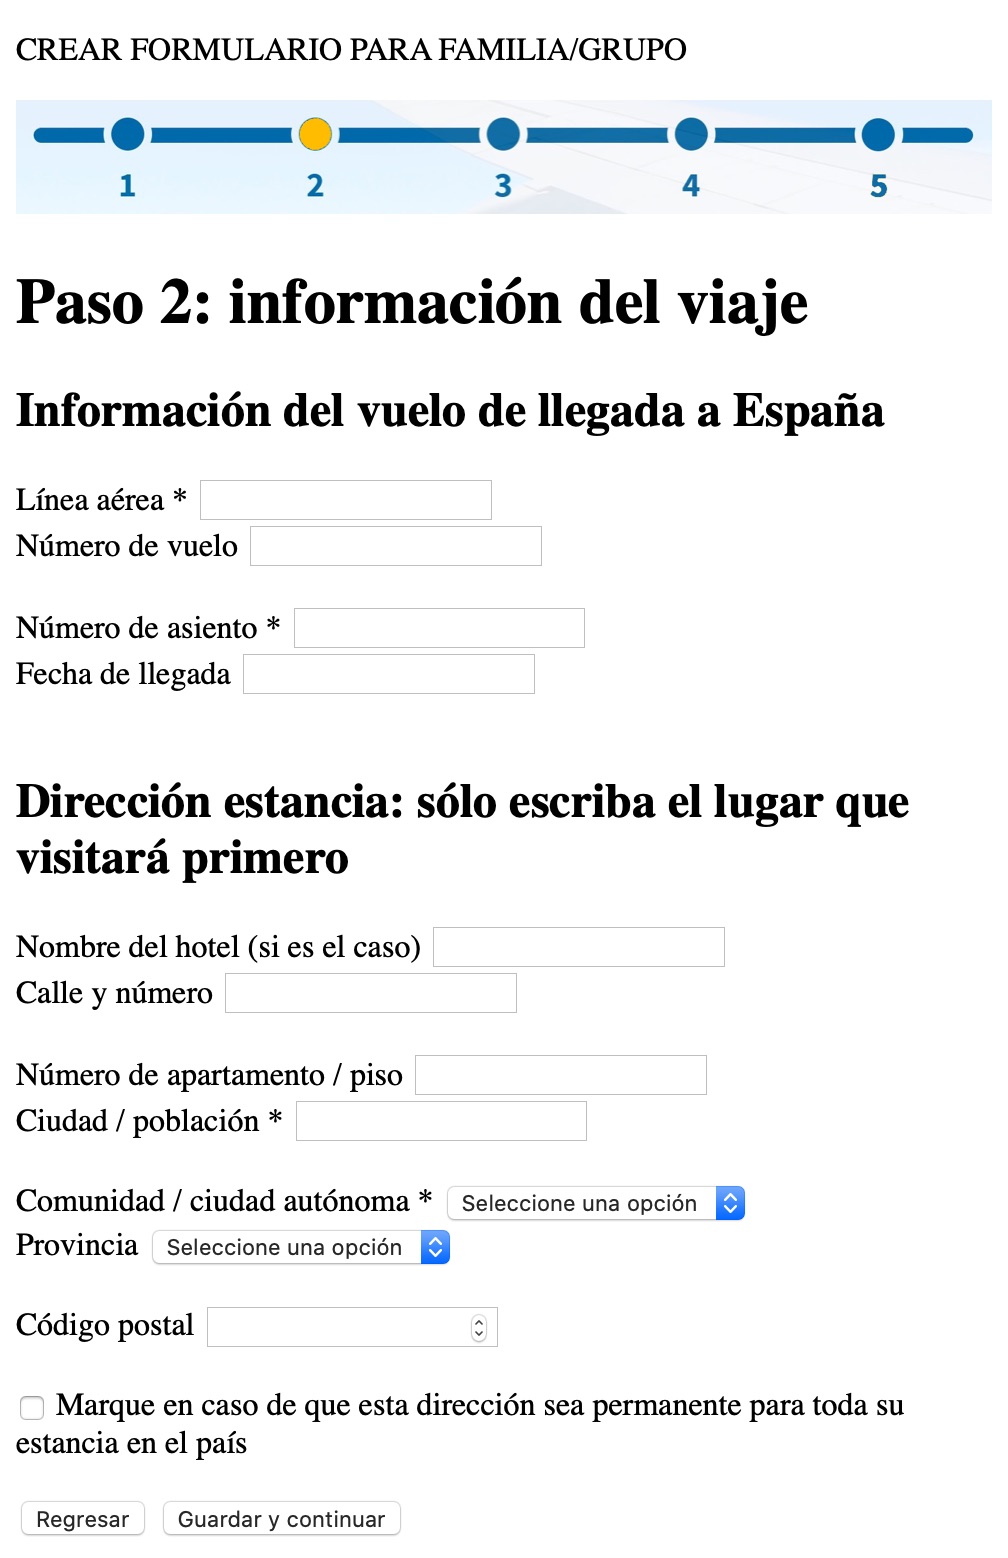 CREAR FORMULARIO PARA FAMILIA/GRUPO
1 2 3 4 5
Paso 2: información del viaje
Información del vuelo de llegada a España
Línea aérea *
Número de vuelo
Número de asiento *
Fecha de llegada
Dirección estancia: sólo escriba el lugar que
visitará primero
Nombre del hotel (si es el caso)
Calle y número
Número de apartamento / piso
Ciudad / población *
Comunidad / ciudad autónoma * Seleccione una opción
Provincia Seleccione una opción
Código postal
Marque en caso de que esta dirección sea permanente para toda su
estancia en el país
Regresar Guardar y continuar